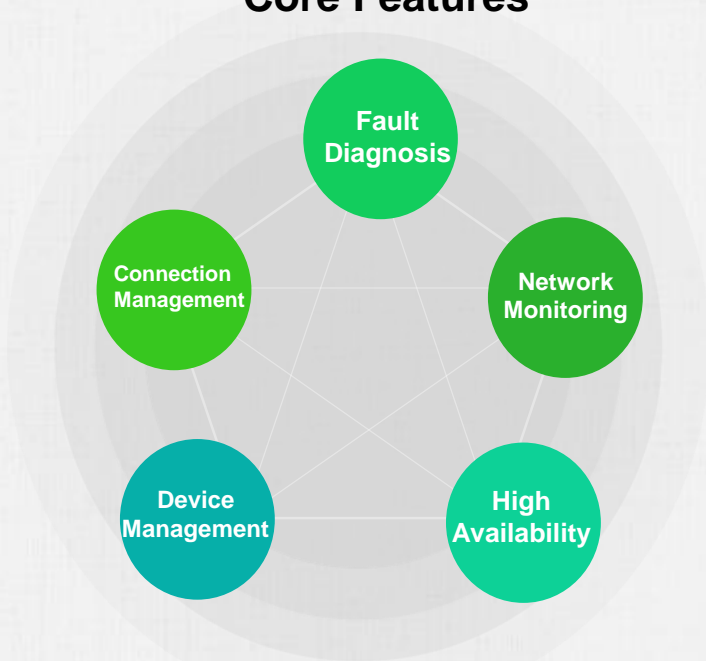 Core Features
Fault
Diagnosis
Connection
Management
Network
Monitoring
Device
Management
High
Availability